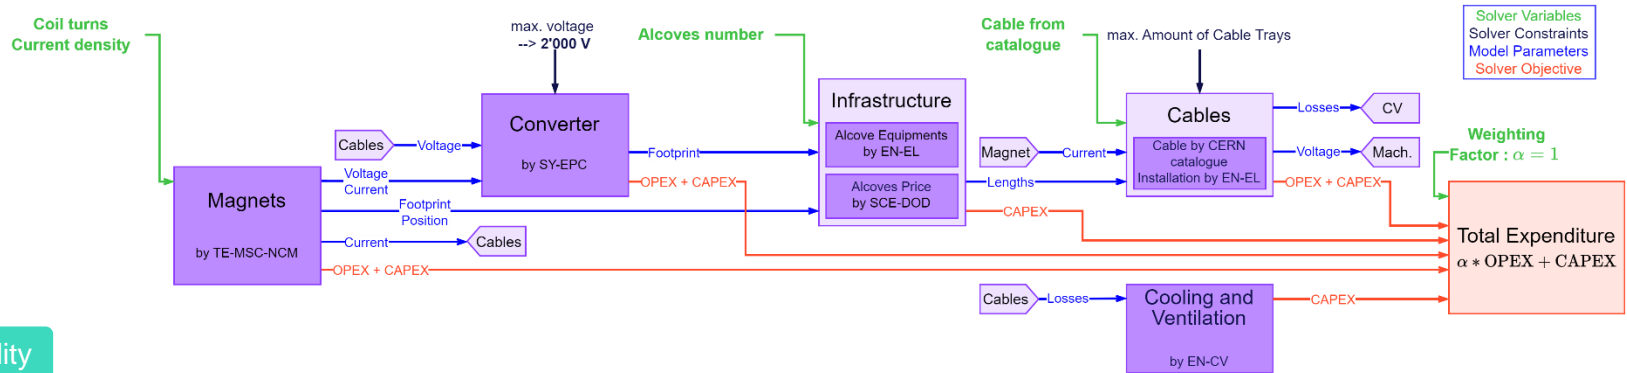 Coil turns
Current density
max. voltage
--> 2'000 V
Alcoves number
Cable from
catalogue
max. Amount of Cable Trays
Solver Variables
Solver Constraints
Model Parameters
Solver Objective
Cables
Voltage
Converter
by SY-EPC
Footprint
OPEX + CAPEX
Infrastructure
Alcove Equipments
by EN-EL
Alcoves Price
by SCE-DOD
Magnet
Current
Lengths
CAPEX
Cables
Cable by CERN
catalogue
Installation by EN-EL
Losses
CV
Voltage
Mach.
OPEX + CAPEX
Weighting
Factor : α = 1
Magnets
by TE-MSC-NCM
Voltage
Current
Footprint
Position
Current
Cables
OPEX + CAPEX
Total Expenditure
α ∗ OPEX + CAPEX
Cables
Losses
Cooling and
Ventilation
by EN-CV
CAPEX